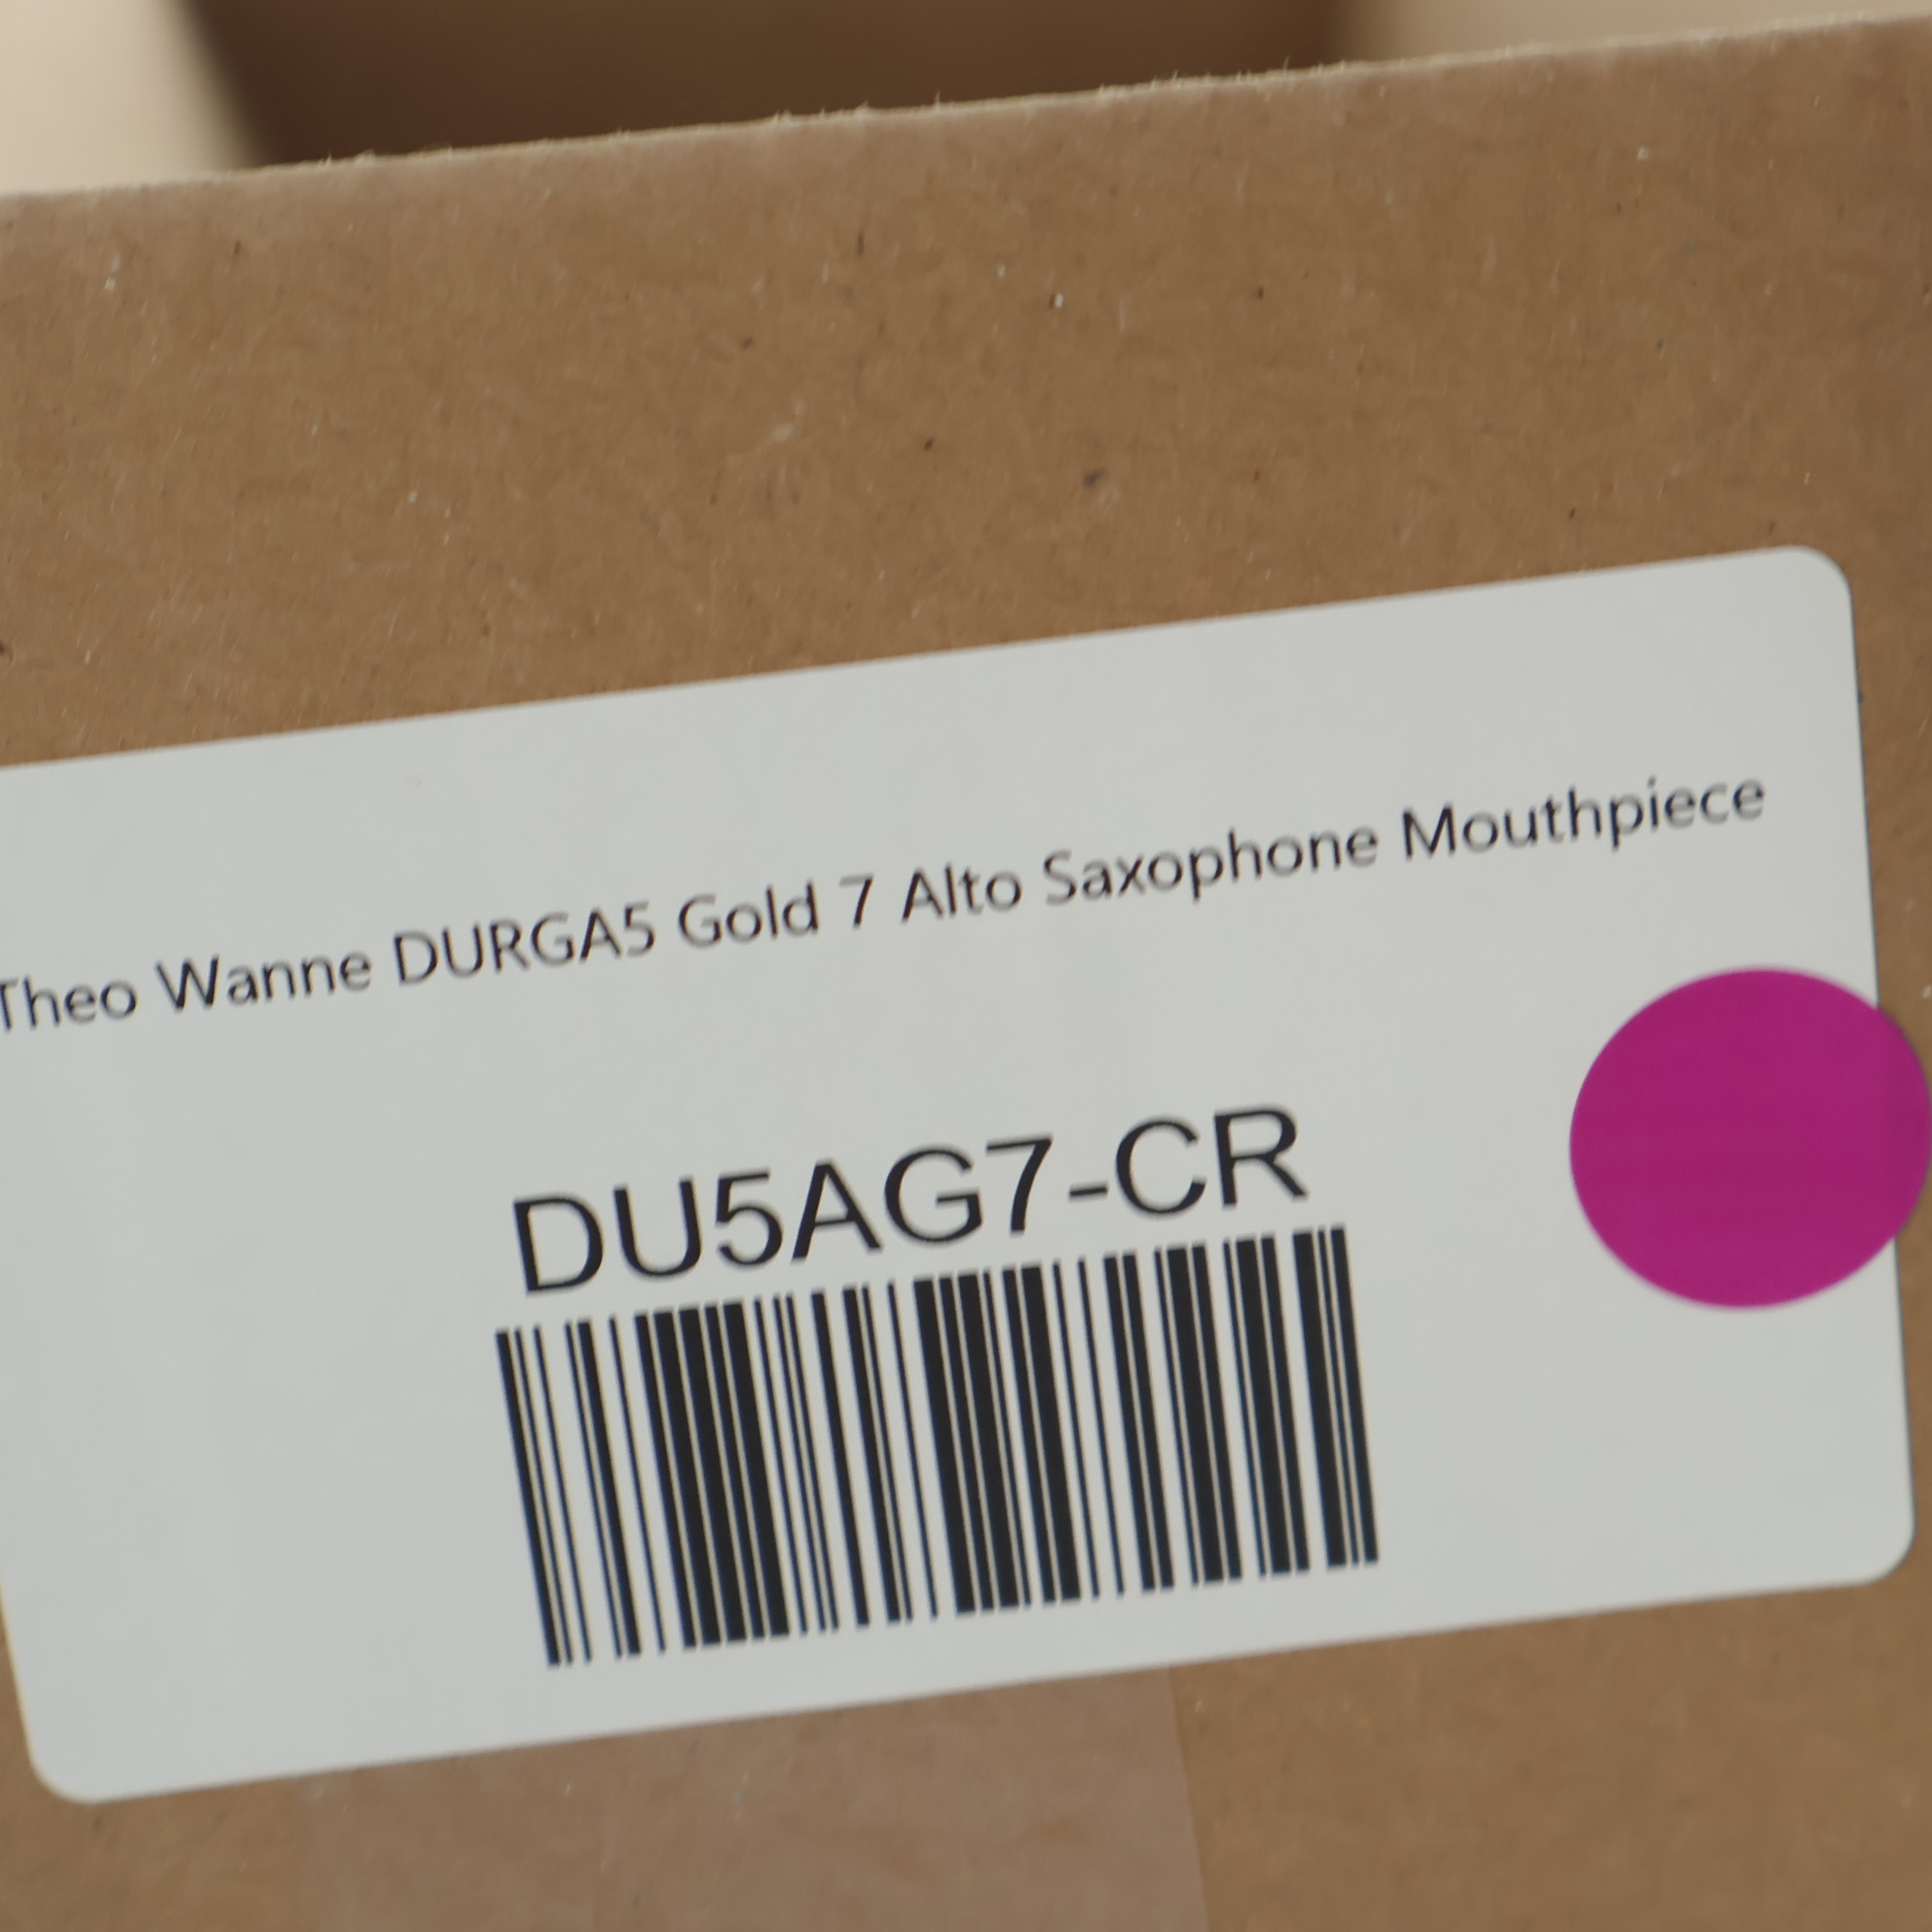 Theo Wanne DURGA5 Gold 7 Alto Saxophone Mouthpiece
DU5AG7-CR